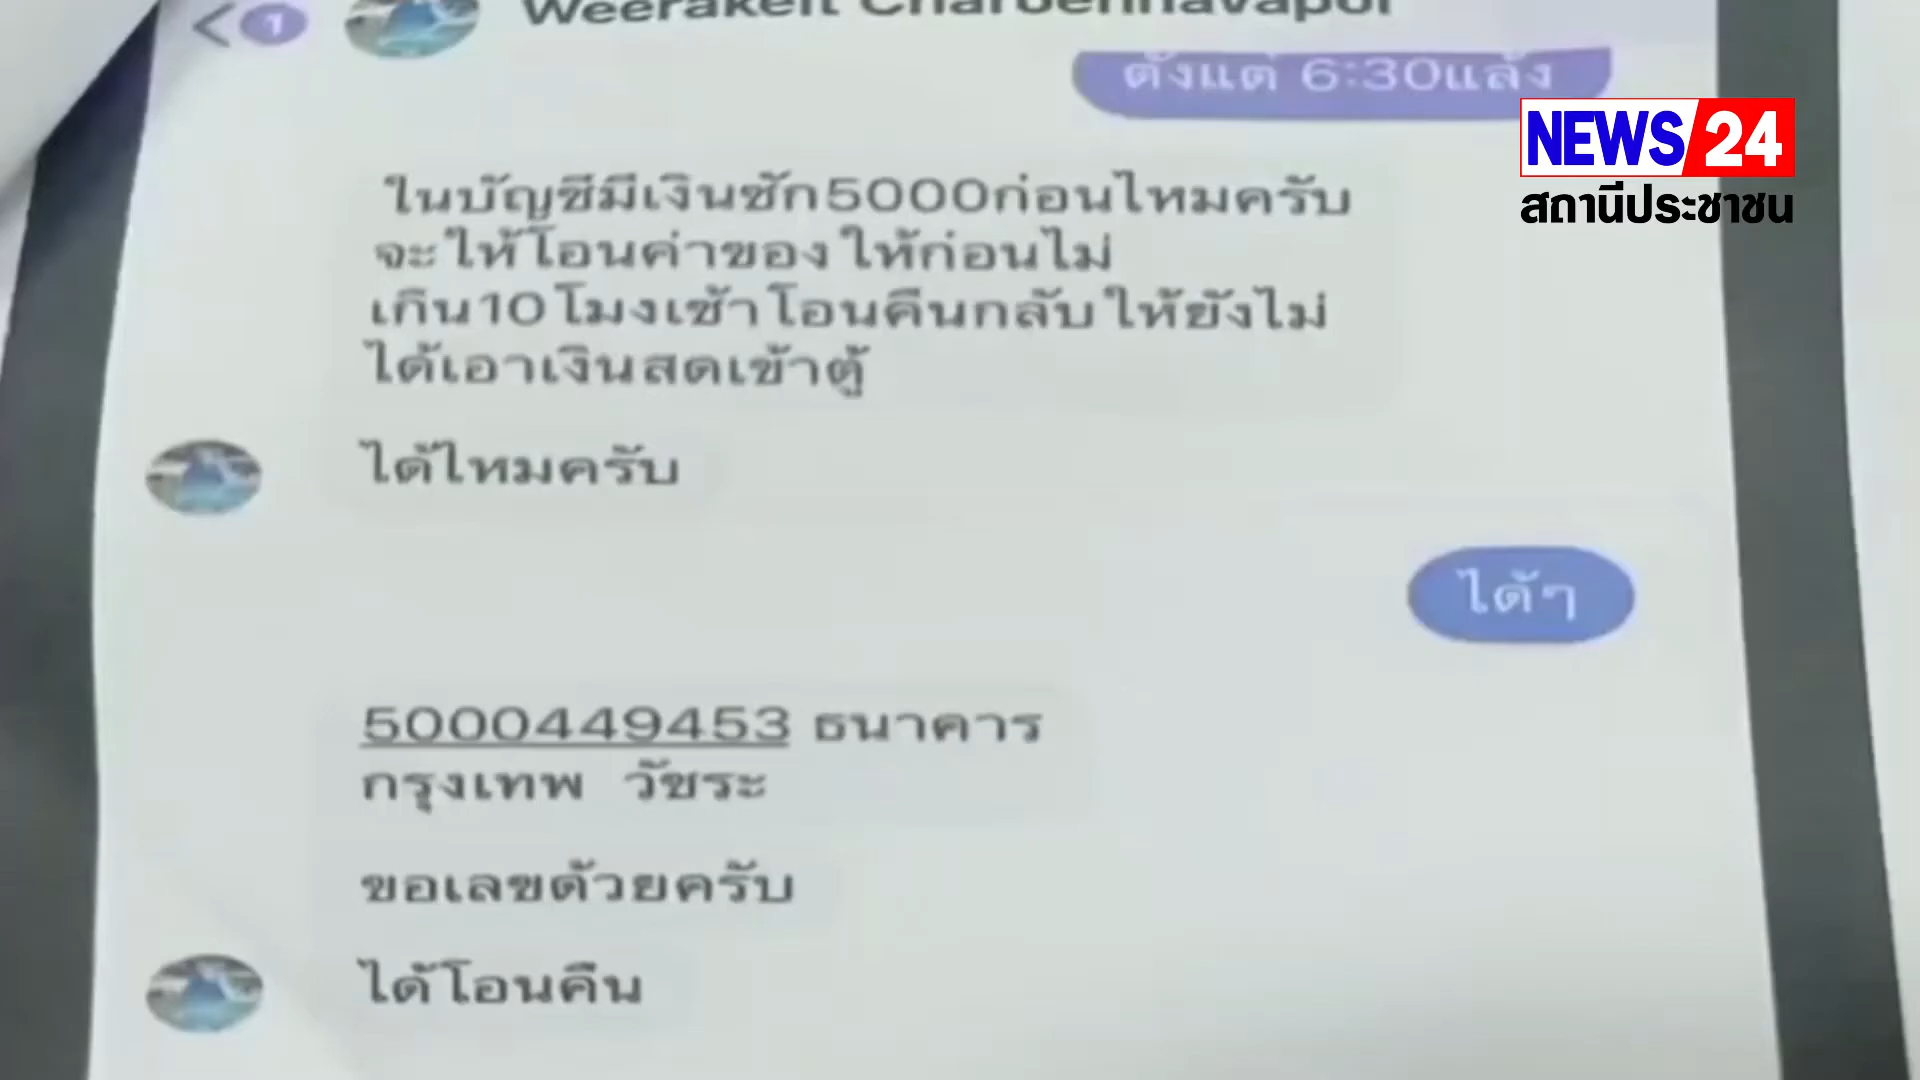 1
ตั้งแต่ 6:30แล้ว
NEWS 24
สถานีประชาชน
ในบัญชีมีเงินซัก5000ก่อนไหมครับ
จะให้โอนค่าของให้ก่อนไม่
เกิน10โมงเช้าโอนคืนกลับให้ยังไม่
ได้เอาเงินสดเข้าตู้
ได้ไหมครับ
ได้ๆ
5000449453 ธนาคาร
กรุงเทพ วัชระ
ขอเลขด้วยครับ
ได้โอนคืน